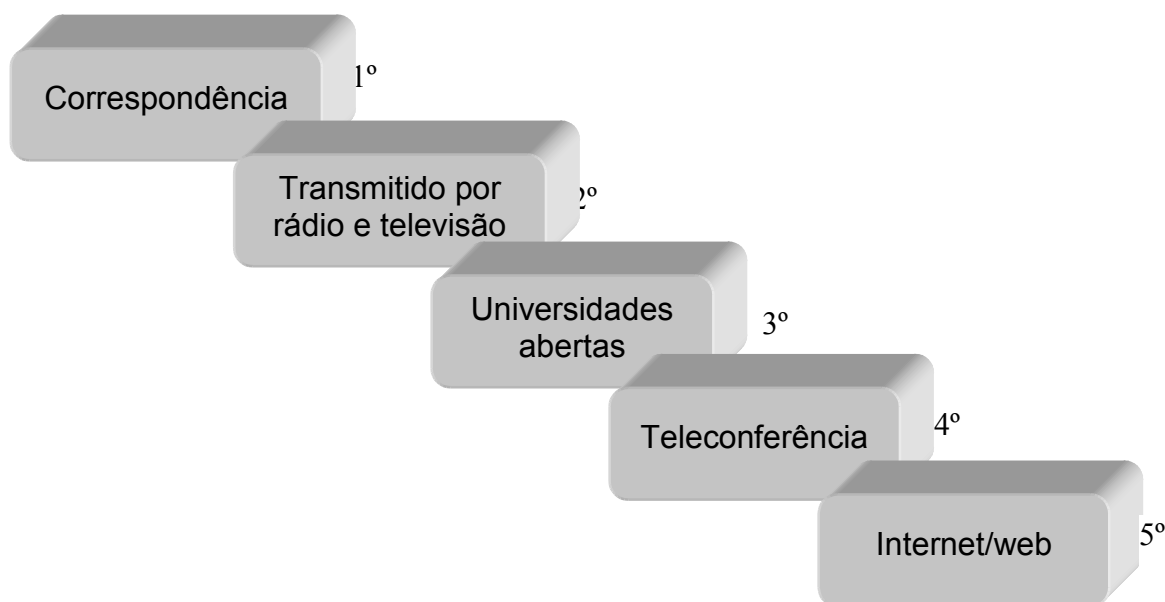 Correspondência
1º
Transmitido por
rádio e televisão
2º
Universidades
abertas
3º
Teleconferência
4º
Internet/web
5º